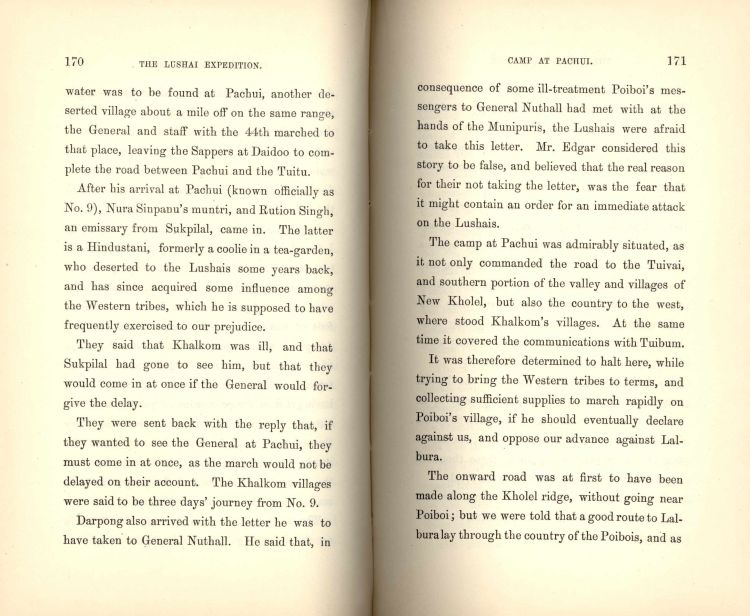 170
THE LUSHAI EXPEDITION.
water was to be found at Pachui, another de-
serted village about a mile off on the same range,
the General and staff with the 44th marched to
that place, leaving the Sappers at Daidoo to com-
plete the road between Pachui and the Tuitu.
After his arrival at Pachui (known officially as
No. 9), Nura Sinpanu's muntri, and Rution Singh,
an emissary from Sukpilal, came in. The latter
is a Hindustani, formerly a coolie in a tea-garden,
who deserted to the Lushais some years back,
and has since acquired some influence among
the Western tribes, which he is supposed to have
frequently exercised to our prejudice.
They said that Khalkom was ill, and that
Sukpilal had gone to see him, but that they
would come in at once if the General would for-
give the delay.
They were sent back with the reply that, if
they wanted to see the General at Pachui, they
must come in at once, as the march would not be
delayed on their account. The Khalkom villages
were said to be three days' journey from No. 9.
Darpong also arrived with the letter he was to
have taken to General Nuthall. He said that, in
CAMP AT PACHUI.
171
consequence of some ill-treatment Poiboi's mes-
sengers to General Nuthall had met with at the
hands of the Munipuris, the Lushais were afraid
to take this letter. Mr. Edgar considered this
story to be false, and believed that the real reason
for their not taking the letter, was the fear that
it might contain an order for an immediate attack
on the Lushais.
The camp at Pachui was admirably situated, as
it not only commanded the road to the Tuivai,
and southern portion of the valley and villages of
New Kholel, but also the country to the west,
where stood Khalkom's villages. At the same
time it covered the communications with Tuibum.
It was therefore determined to halt here, while
trying to bring the Western tribes to terms, and
collecting sufficient supplies to march rapidly on
Poiboi's village, if he should eventually declare
against us, and oppose our advance against Lal-
bura.
The onward road was at first to have been
made along the Kholel ridge, without going near
Poiboi; but we were told that a good route to Lal-
bura lay through the country of the Poibois, and as